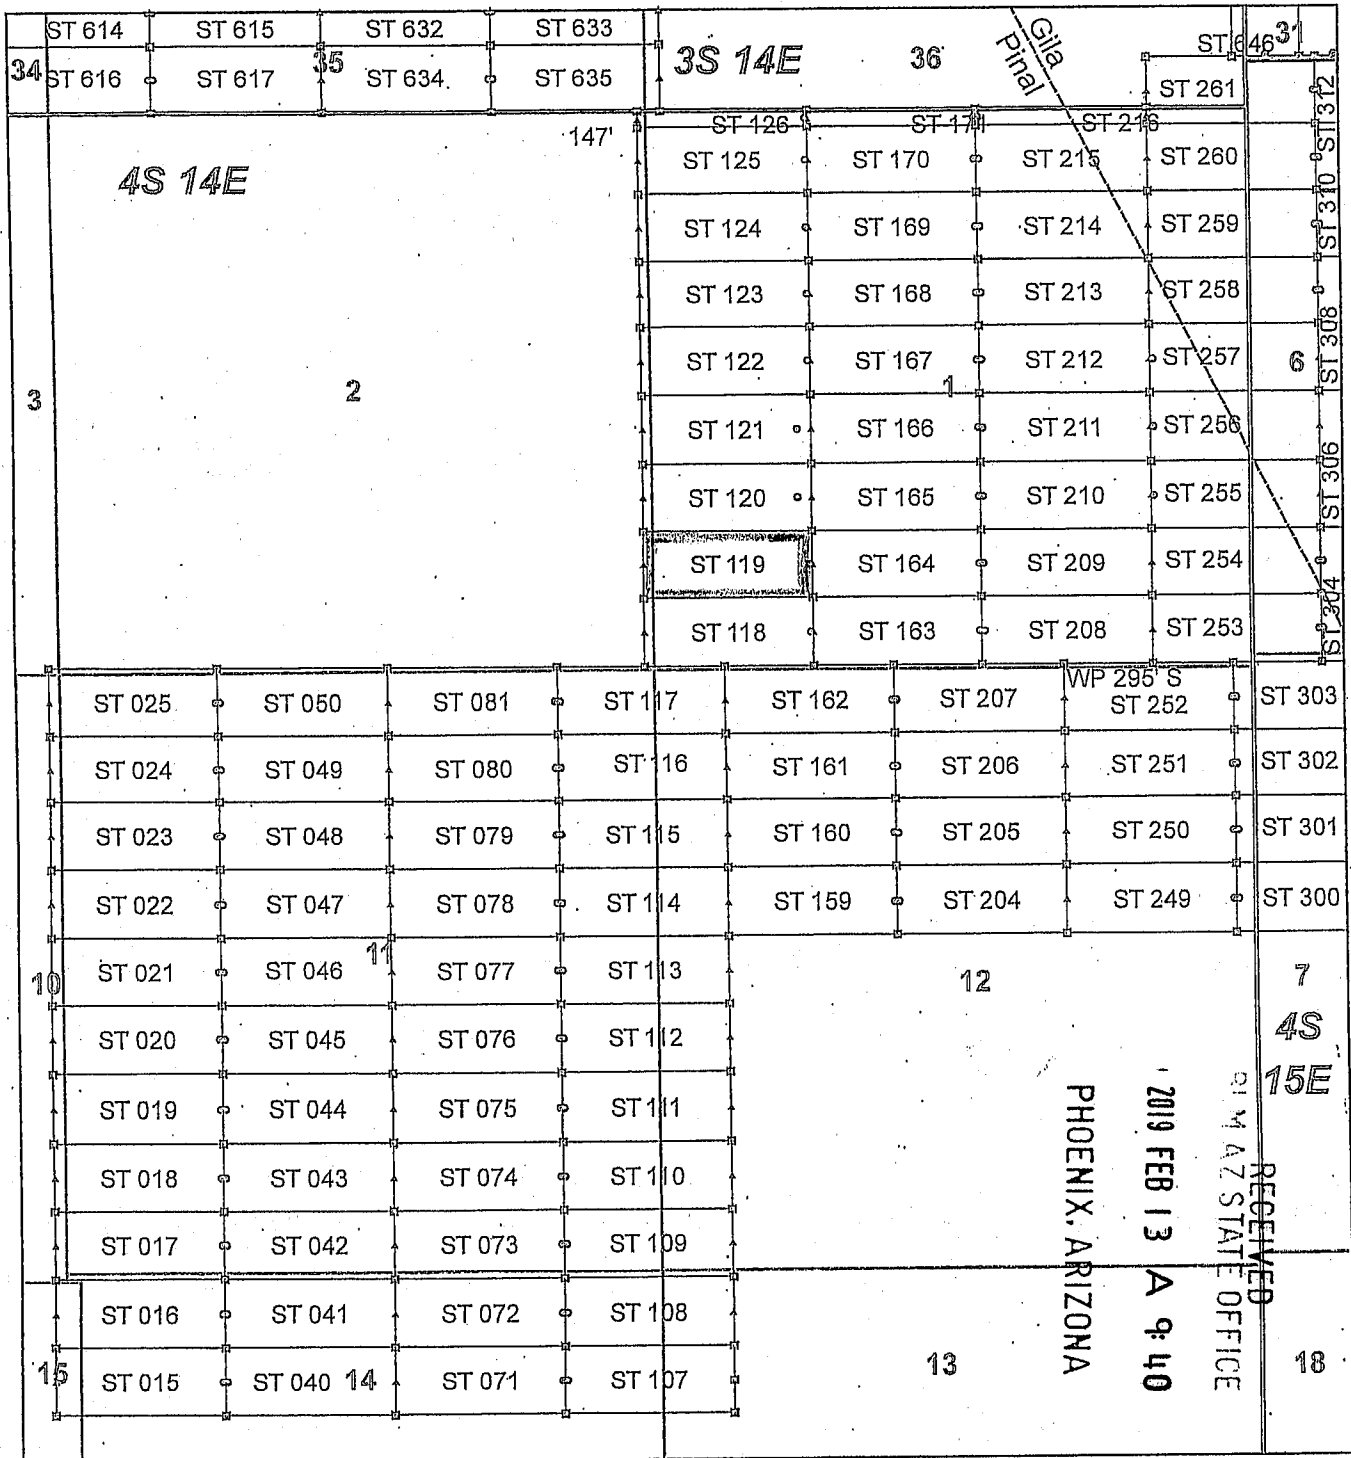 ST 614 ST 615 ST 632 ST 633
34 ST 616 ST 617 35 ST 634 ST 635
3S 14E 36 Gila Pinal ST 646 31
ST 261
147' ST 126 ST 171 ST 216
4S 14E
ST 125 ST 170 ST 215 ST 260 ST 312
ST 124 ST 169 ST 214 ST 259 ST 310
ST 123 ST 168 ST 213 ST 258
ST 122 ST 167 ST 212 ST 257 6 ST 308
3 2 1
ST 121 ST 166 ST 211 ST 256
ST 120 ST 165 ST 210 ST 255 ST 306
ST 119 ST 164 ST 209 ST 254
ST 118 ST 163 ST 208 ST 253 ST 304
WP 295' S
ST 025 ST 050 ST 081 ST 117 ST 162 ST 207 ST 252 ST 303
ST 024 ST 049 ST 080 ST 116 ST 161 ST 206 ST 251 ST 302
ST 023 ST 048 ST 079 ST 115 ST 160 ST 205 ST 250 ST 301
ST 022 ST 047 ST 078 ST 114 ST 159 ST 204 ST 249 ST 300
11
10 ST 021 ST 046 ST 077 ST 113 12 7
ST 020 ST 045 ST 076 ST 112 4S
15E
ST 019 ST 044 ST 075 ST 111
ST 018 ST 043 ST 074 ST 110
ST 017 ST 042 ST 073 ST 109
ST 016 ST 041 ST 072 ST 108
15 ST 015 ST 040 14 ST 071 ST 107 13 18
RECEIVED
BLM AZ STATE OFFICE
2019 FEB 13 A 9:40
PHOENIX, ARIZONA